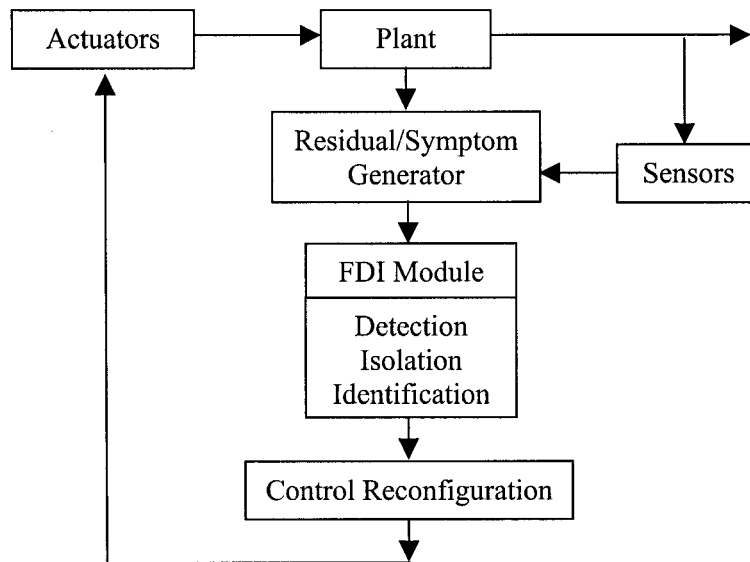 Actuators
Plant
Residual/Symptom
Generator
Sensors
FDI Module
Detection
Isolation
Identification
Control Reconfiguration